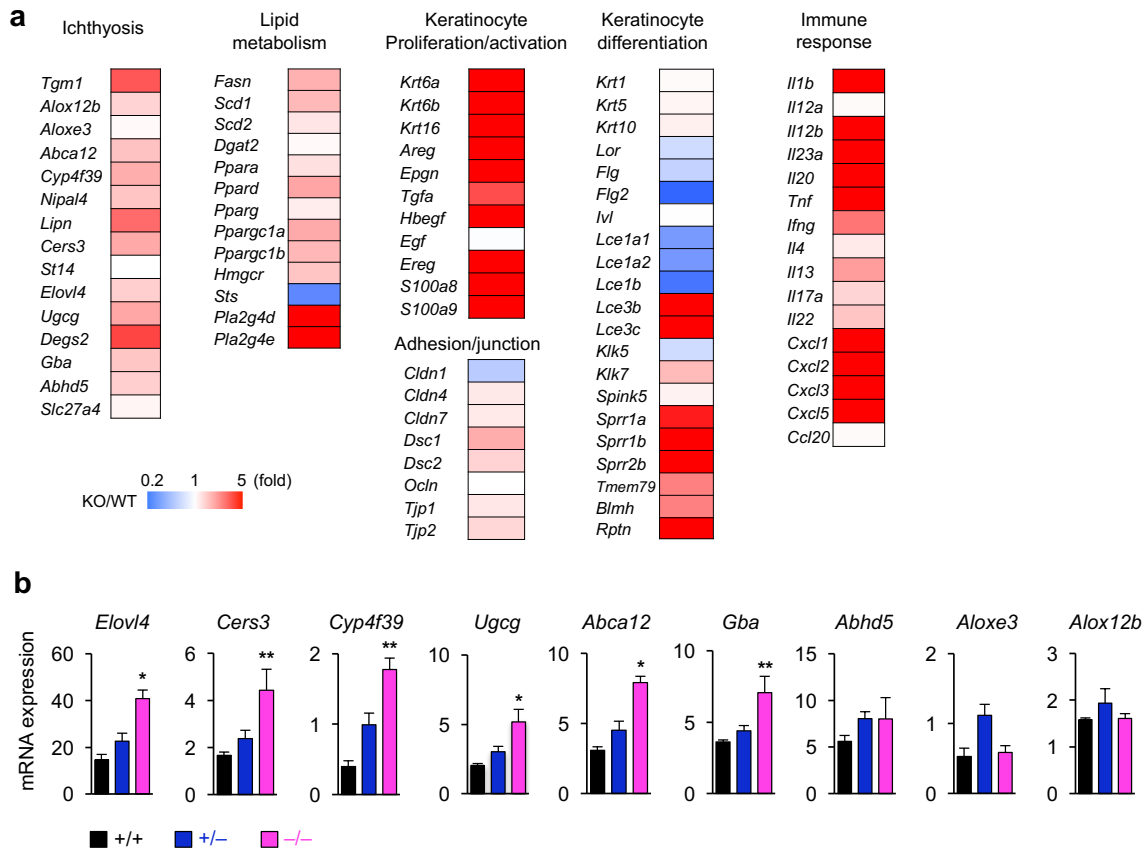 a
Ichthyosis
Tgm1
Alox12b
Aloxe3
Abca12
Cyp4f39
Nipal4
Lipn
Cers3
St14
Elovl4
Ugcg
Degs2
Gba
Abhd5
Slc27a4
Lipid
metabolism
Fasn
Scd1
Scd2
Dgat2
Ppara
Ppard
Pparg
Ppargc1a
Ppargc1b
Hmgcr
Sts
Pla2g4d
Pla2g4e
Keratinocyte
Proliferation/activation
Krt6a
Krt6b
Krt16
Areg
Epgn
Tgfa
Hbegf
Egf
Ereg
S100a8
S100a9
Adhesion/junction
Cldn1
Cldn4
Cldn7
Dsc1
Dsc2
Ocln
Tjp1
Tjp2
Keratinocyte
differentiation
Krt1
Krt5
Krt10
Lor
Flg
Flg2
Ivl
Lce1a1
Lce1a2
Lce1b
Lce3b
Lce3c
Klk5
Klk7
Spink5
Sprr1a
Sprr1b
Sprr2b
Tmem79
Blmh
Rptn
Immune
response
Il1b
Il12a
Il12b
Il23a
Il20
Tnf
Ifng
Il4
Il13
Il17a
Il22
Cxcl1
Cxcl2
Cxcl3
Cxcl5
Ccl20
0.2 1 5 (fold)
KO/WT
b
mRNA expression
Elovl4
60
40
20
0
*
Cers3
6
4
2
0
**
Cyp4f39
2
1
0
**
Ugcg
10
5
0
*
Abca12
10
5
0
*
Gba
10
5
0
**
Abhd5
15
10
5
0
Aloxe3
2
1
0
Alox12b
3
2
1
0
+/+ +/− −/−